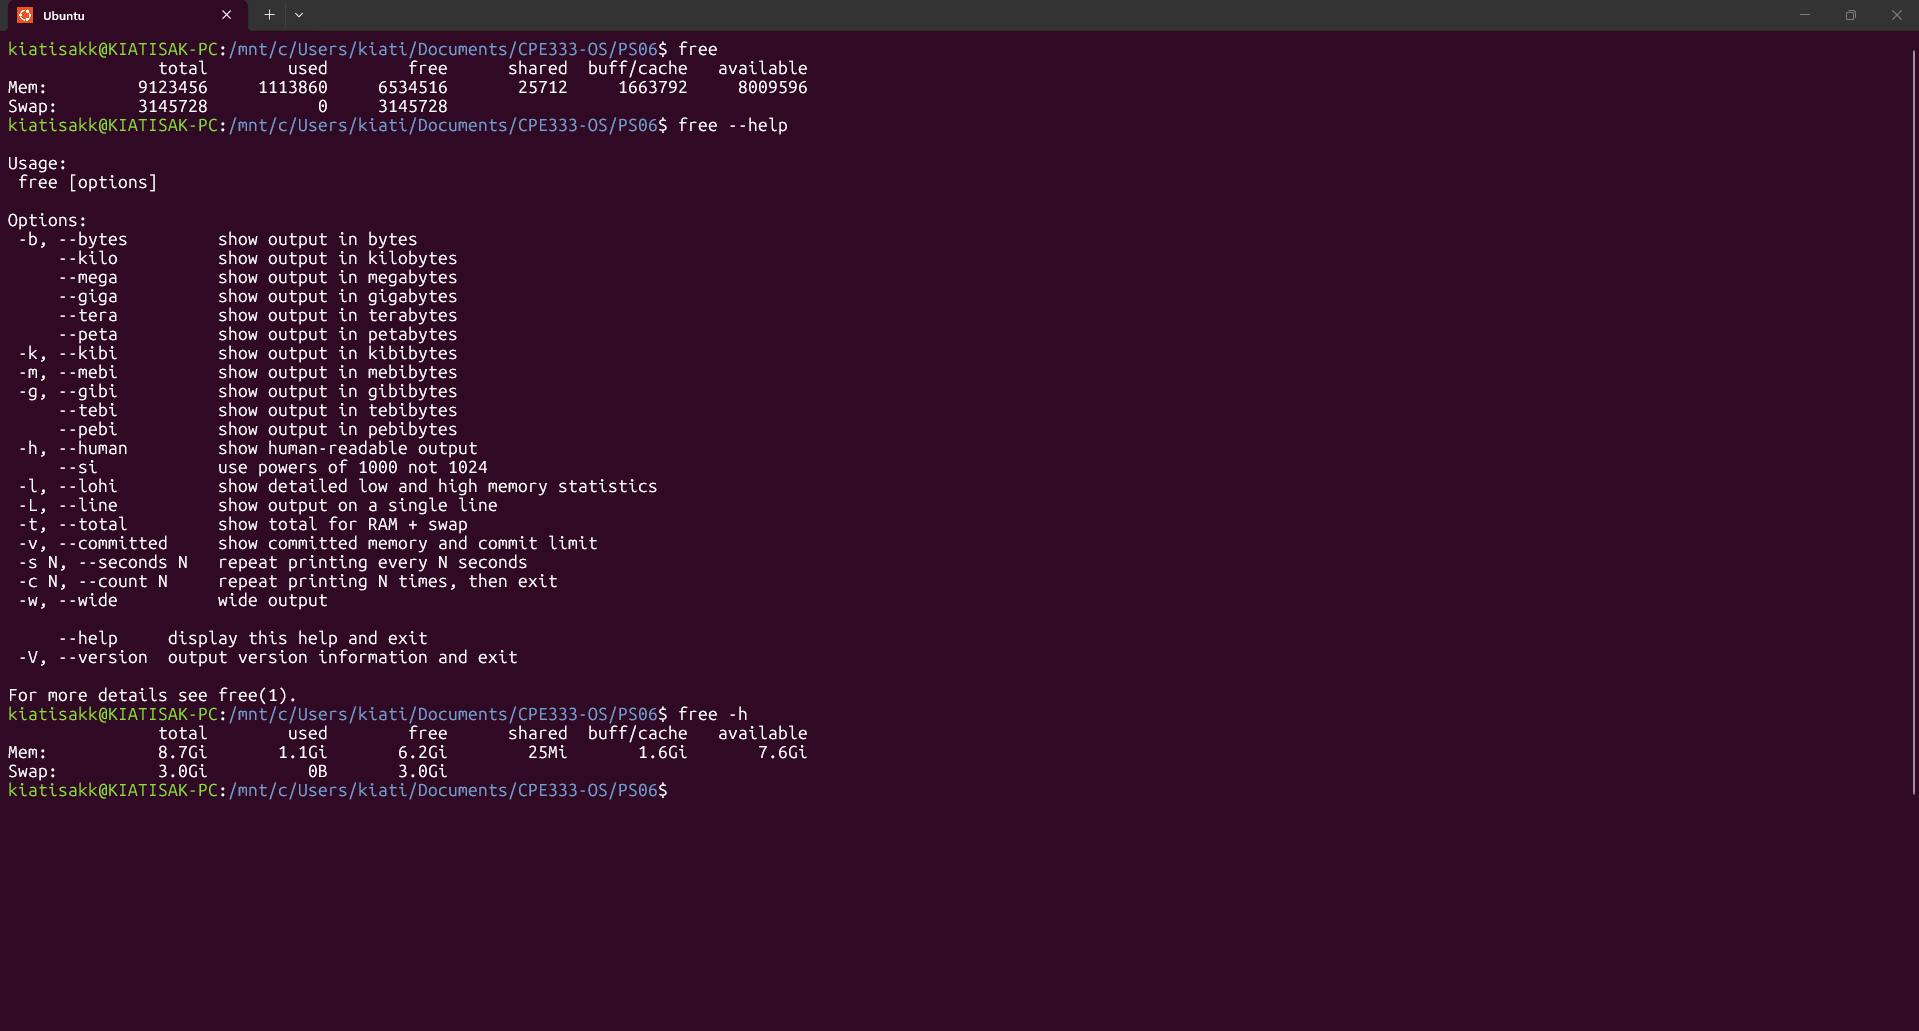 Ubuntu
kiatisakk@KIATISAK-PC:/mnt/c/Users/kiati/Documents/CPE333-OS/PS06$ free
               total        used        free      shared  buff/cache   available
Mem:         9123456     1113860     6534516       25712     1663792     8009596
Swap:        3145728           0     3145728
kiatisakk@KIATISAK-PC:/mnt/c/Users/kiati/Documents/CPE333-OS/PS06$ free --help

Usage:
 free [options]

Options:
 -b, --bytes         show output in bytes
     --kilo          show output in kilobytes
     --mega          show output in megabytes
     --giga          show output in gigabytes
     --tera          show output in terabytes
     --peta          show output in petabytes
 -k, --kibi          show output in kibibytes
 -m, --mebi          show output in mebibytes
 -g, --gibi          show output in gibibytes
     --tebi          show output in tebibytes
     --pebi          show output in pebibytes
 -h, --human         show human-readable output
     --si            use powers of 1000 not 1024
 -l, --lohi          show detailed low and high memory statistics
 -L, --line          show output on a single line
 -t, --total         show total for RAM + swap
 -v, --committed     show committed memory and commit limit
 -s N, --seconds N   repeat printing every N seconds
 -c N, --count N     repeat printing N times, then exit
 -w, --wide          wide output

     --help     display this help and exit
 -V, --version  output version information and exit

For more details see free(1).
kiatisakk@KIATISAK-PC:/mnt/c/Users/kiati/Documents/CPE333-OS/PS06$ free -h
               total        used        free      shared  buff/cache   available
Mem:           8.7Gi       1.1Gi       6.2Gi        25Mi       1.6Gi       7.6Gi
Swap:          3.0Gi          0B       3.0Gi
kiatisakk@KIATISAK-PC:/mnt/c/Users/kiati/Documents/CPE333-OS/PS06$